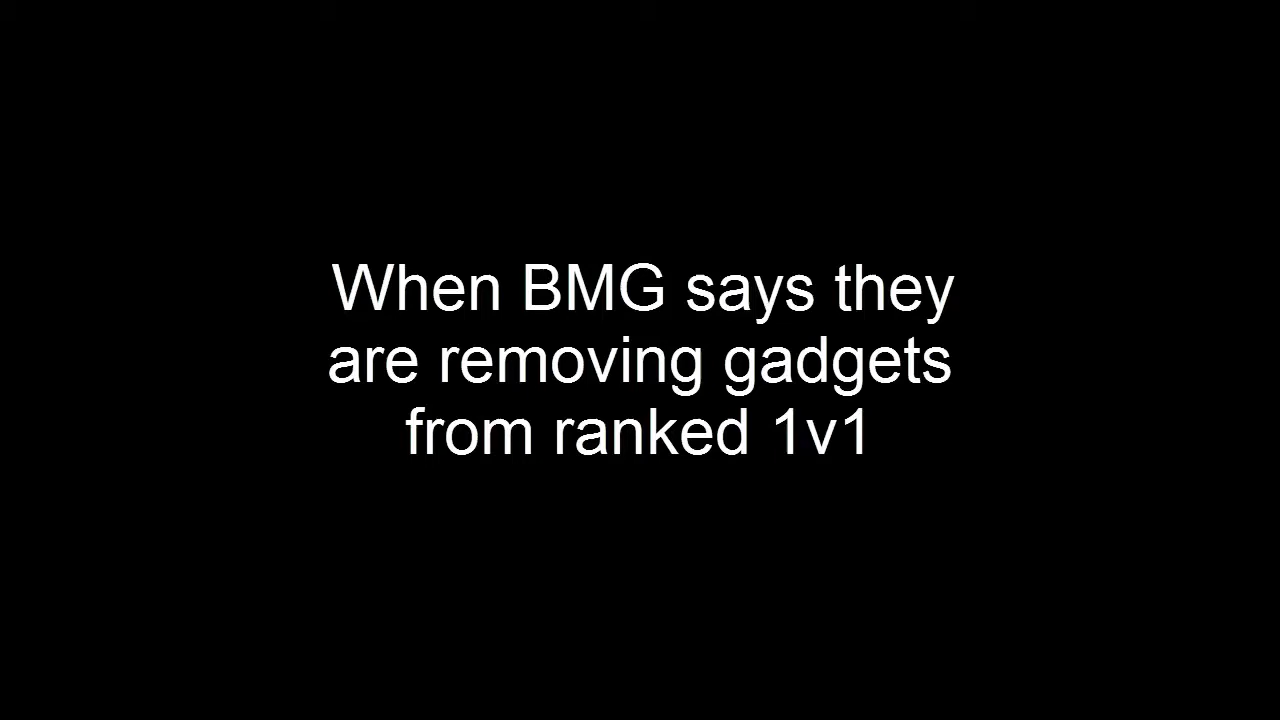 When BMG says they
are removing gadgets
from ranked 1v1